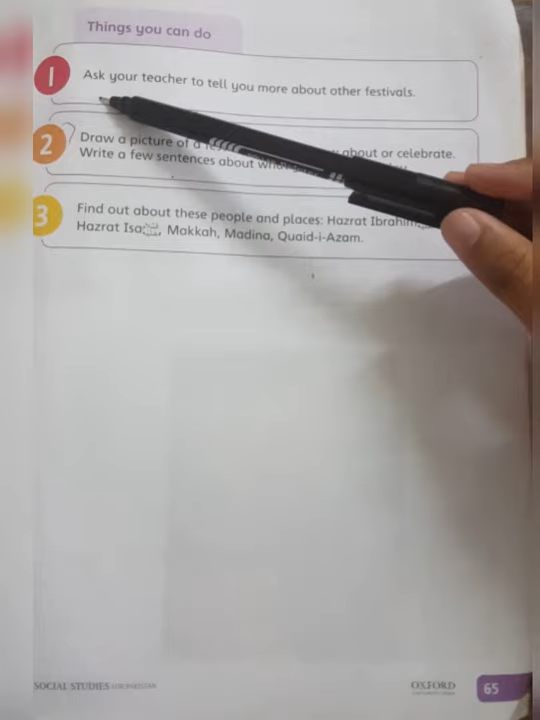 Things you can do
1
Ask your teacher to tell you more about other festivals.
2
Draw a picture of a about or celebrate.
Write a few sentences about
3
Find out about these people and places: Hazrat Ibrahim
Hazrat Isa, Makkah, Madina, Quaid-i-Azam.
SOCIAL STUDIES FOR PAKISTAN
OXFORD
UNIVERSITY PRESS
65